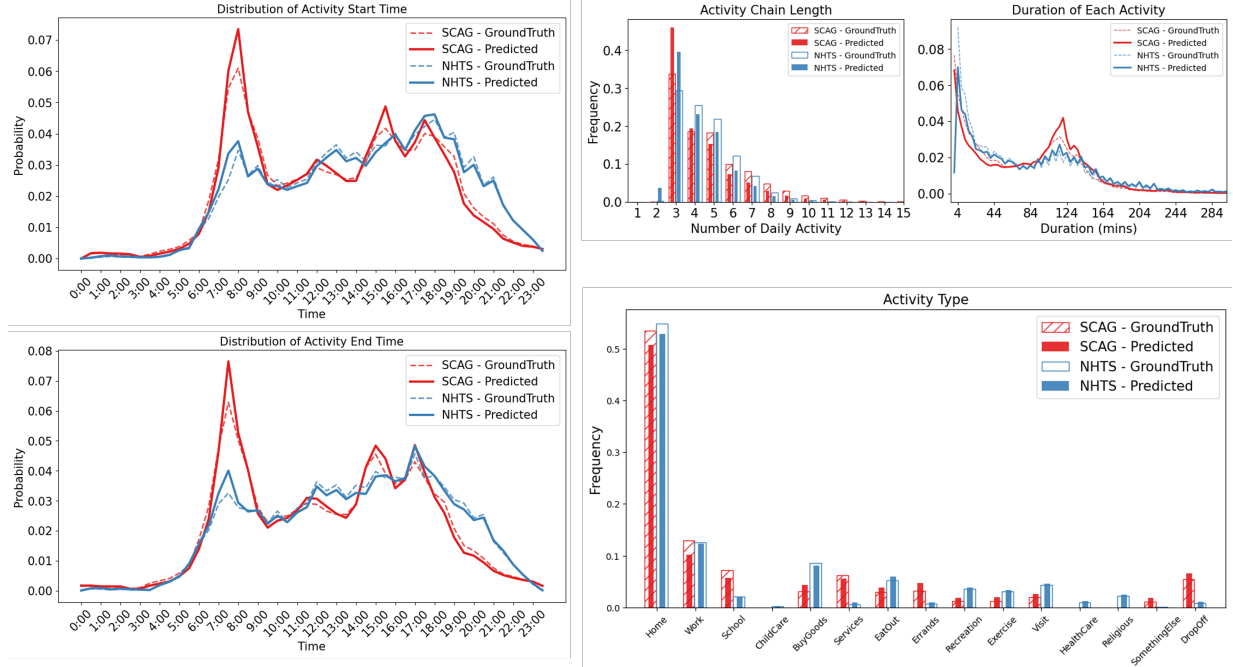 Distribution of Activity Start Time
SCAG - GroundTruth
SCAG - Predicted
NHTS - GroundTruth
NHTS - Predicted
Probability
0.07
0.06
0.05
0.04
0.03
0.02
0.01
0.00
0:00 1:00 2:00 3:00 4:00 5:00 6:00 7:00 8:00 9:00 10:00 11:00 12:00 13:00 14:00 15:00 16:00 17:00 18:00 19:00 20:00 21:00 22:00 23:00
Time
Distribution of Activity End Time
SCAG - GroundTruth
SCAG - Predicted
NHTS - GroundTruth
NHTS - Predicted
Probability
0.08
0.07
0.06
0.05
0.04
0.03
0.02
0.01
0.00
0:00 1:00 2:00 3:00 4:00 5:00 6:00 7:00 8:00 9:00 10:00 11:00 12:00 13:00 14:00 15:00 16:00 17:00 18:00 19:00 20:00 21:00 22:00 23:00
Time
Activity Chain Length
SCAG - GroundTruth
SCAG - Predicted
NHTS - GroundTruth
NHTS - Predicted
Frequency
0.4
0.3
0.2
0.1
0.0
1 2 3 4 5 6 7 8 9 10 11 12 13 14 15
Number of Daily Activity
Duration of Each Activity
SCAG - GroundTruth
SCAG - Predicted
NHTS - GroundTruth
NHTS - Predicted
0.08
0.06
0.04
0.02
0.00
4 44 84 124 164 204 244 284
Duration (mins)
Activity Type
SCAG - GroundTruth
SCAG - Predicted
NHTS - GroundTruth
NHTS - Predicted
Frequency
0.5
0.4
0.3
0.2
0.1
0.0
Home Work School ChildCare BuyGoods Services EatOut Errands Recreation Exercise Visit HealthCare Religious SomethingElse DropOff